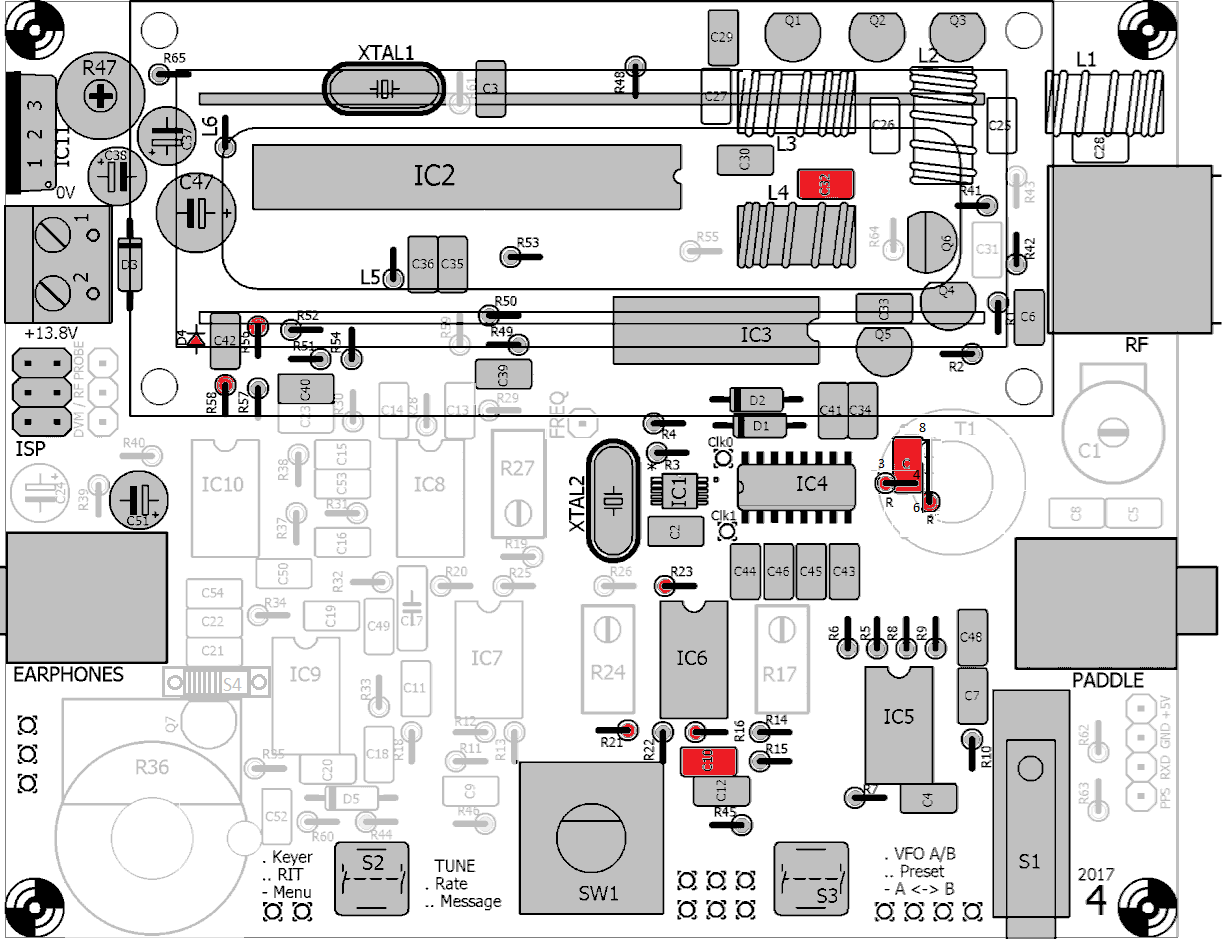 C29
Q1
Q2
Q3
XTAL1
R65
R47
L2
L1
R48
R61
C3
C27
3
2
1
IC11
C37
L6
C26
C25
L3
C28
C38
0V
C47
IC2
C30
C32
L4
R41
R43
1
2
D3
R53
R55
R64
Q6
C31
R42
L5
C36
C35
Q4
+13.8V
R50
R52
R49
R59
R56
R51
R54
D4
C42
IC3
C33
Q5
R1
C6
R2
RF
DVM / RF PROBE
ISP
C40
C39
R58
R57
C23
R30
C14
R28
C13
R29
FREQ
D2
D1
C41
C34
T1
C1
R4
R3
*
Clk0
8
R40
R38
C15
C53
IC10
IC8
R27
XTAL2
IC1
IC4
3
4
C
R
6
R
C24
R39
C51
R31
R37
C16
C2
Clk1
C8
C5
R19
C50
R32
R20
R25
R26
R23
C44
C46
C45
C43
C54
C22
C21
R34
C19
C49
C17
IC9
IC7
R24
IC6
R17
R6
R5
R8
R9
C48
C7
EARPHONES
S4
PADDLE
R33
C11
IC5
Q7
R36
R35
C20
C18
R18
R12
R11
R13
R21
R22
R16
R14
R15
C10
C12
R10
R62
R63
PPS RXD GND +5V
C9
D5
C52
R60
R44
R46
R45
R7
C4
. Keyer
.. RIT
- Menu
S2
TUNE
. Rate
.. Message
SW1
S3
. VFO A/B
.. Preset
- A <-> B
S1
2017
4